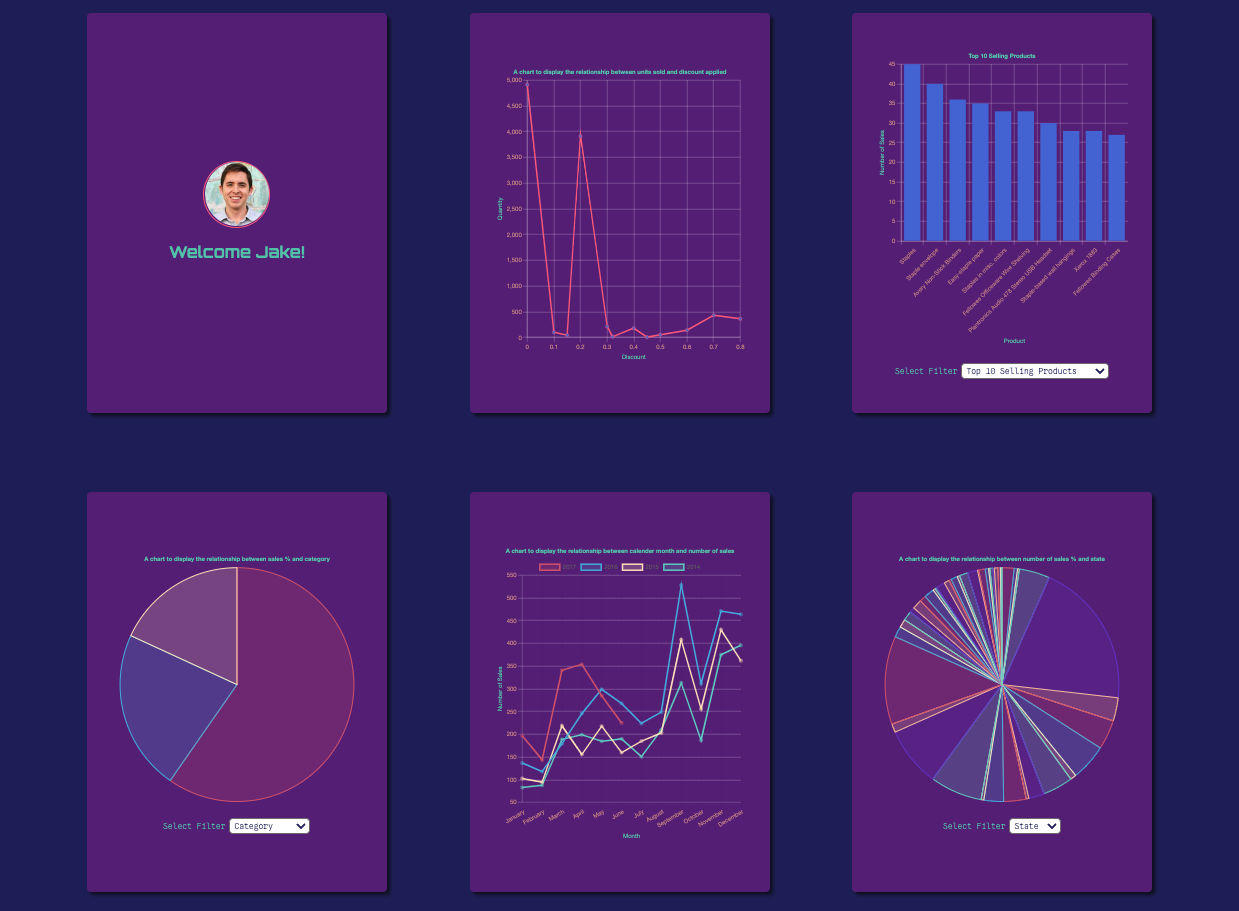 Welcome Jake!
A chart to display the relationship between units sold and discount applied
5,000
4,500
4,000
3,500
3,000
2,500
2,000
1,500
1,000
500
0
Quantity
0 0.1 0.2 0.3 0.4 0.5 0.6 0.7 0.8
Discount
Top 10 Selling Products
45
40
35
30
25
20
15
10
5
0
Number of Sales
Staples
Staple envelope
Avery Non-Stick Binders
Easy-staple paper
Staples in misc. colors
Fellowes Officeware Wire Shelving
Plantronics Audio 478 Stereo USB Headset
Staple-based wall hangings
Xerox 1883
Fellowes Binding Cases
Product
Select Filter Top 10 Selling Products
A chart to display the relationship between sales % and category
Select Filter Category
A chart to display the relationship between calender month and number of sales
2017 2016 2015 2014
550
500
450
400
350
300
250
200
150
100
50
Number of Sales
January February March April May June July August September October November December
Month
A chart to display the relationship between number of sales % and state
Select Filter State